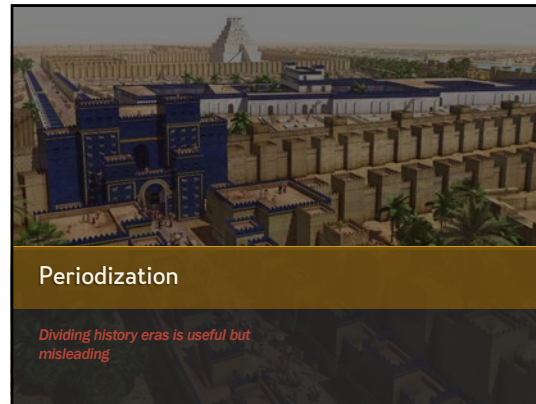 Periodization
Dividing history eras is useful but
misleading